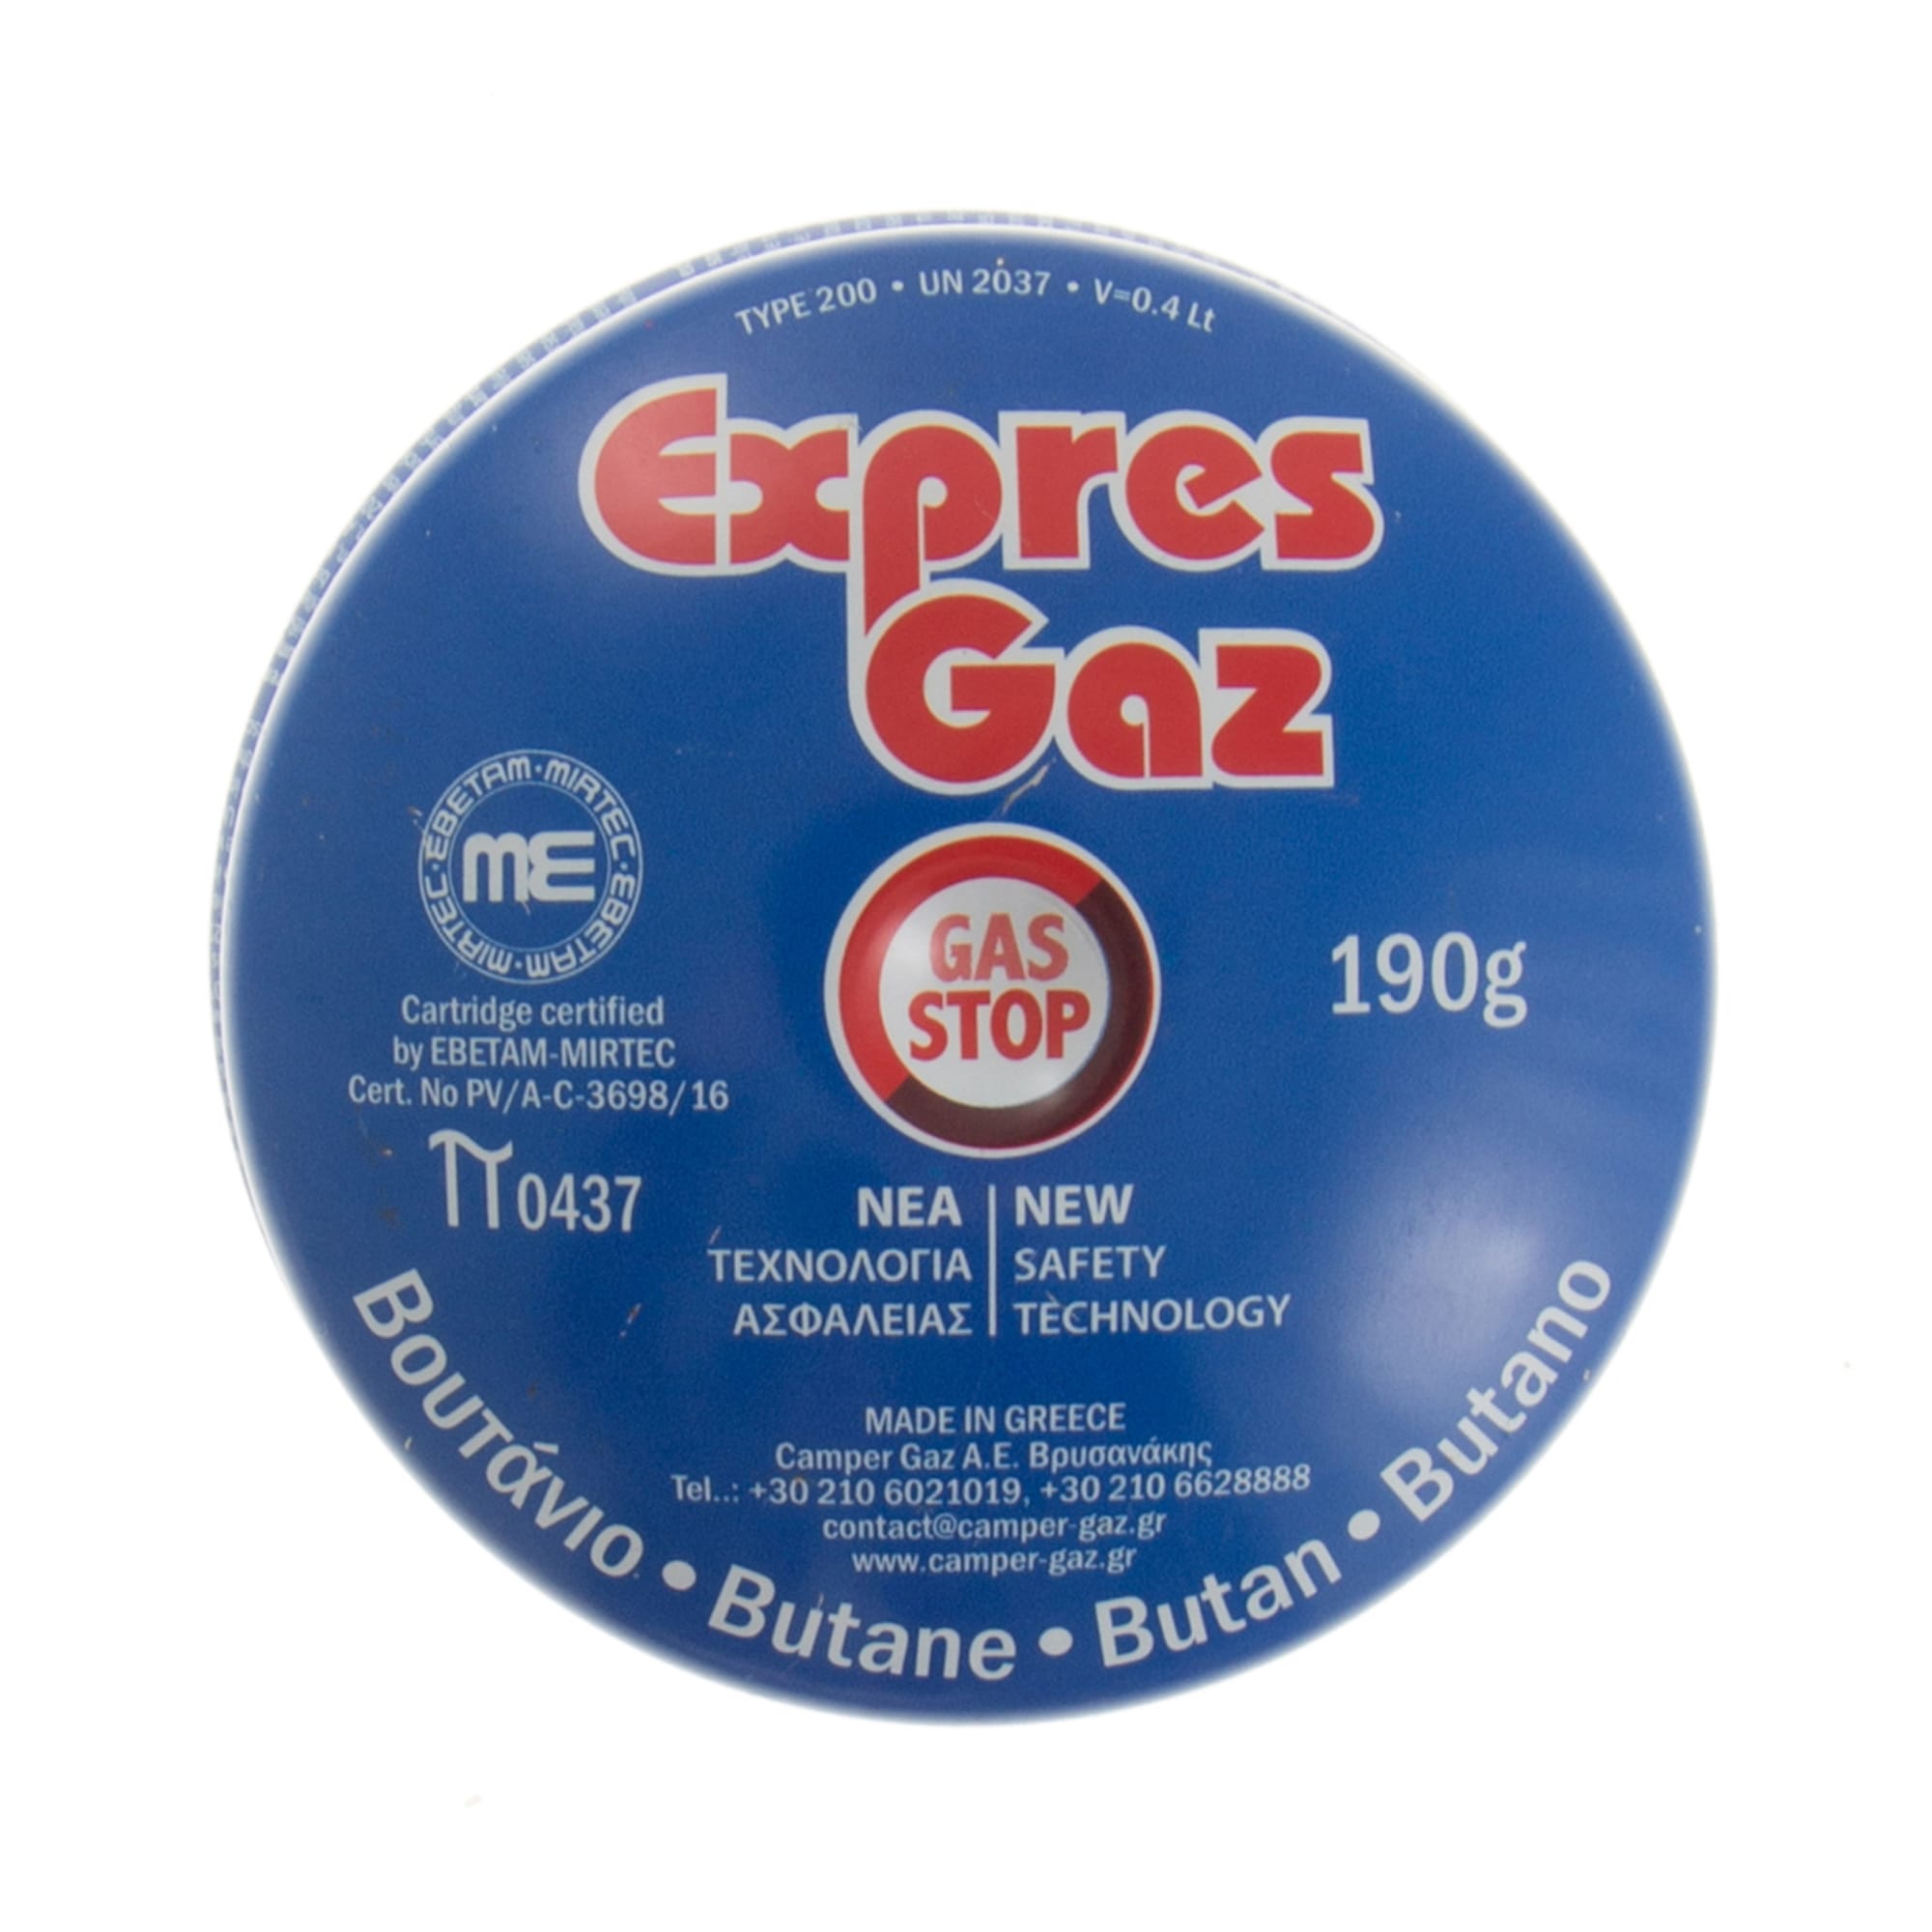 TYPE 200 • UN 2037 • V=0.4 Lt
Expres
Gaz
EBETAM · MIRTEC · EBETAM · MIRTEC ·
ME
Cartridge certified
by EBETAM-MIRTEC
Cert. No PV/A-C-3698/16
π 0437
GAS
STOP
190g
ΝΕΑ
ΤΕΧΝΟΛΟΓΙΑ
ΑΣΦΑΛΕΙΑΣ
NEW
SAFETY
TECHNOLOGY
MADE IN GREECE
Camper Gaz A.E. Βρυσανάκης
Tel..: +30 210 6021019, +30 210 6628888
contact@camper-gaz.gr
www.camper-gaz.gr
Βουτάνιο • Butane • Butan • Butano